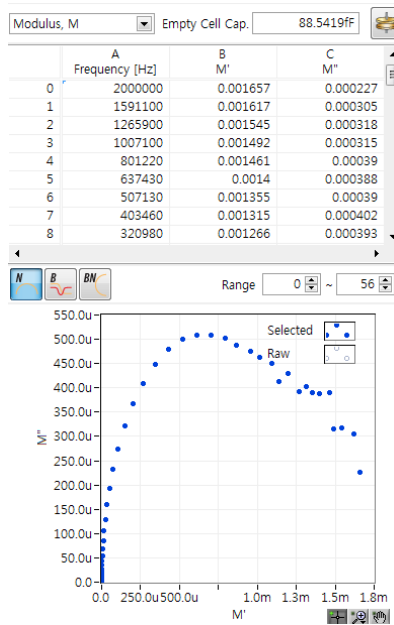 Modulus, M Empty Cell Cap. 88.5419fF
A B C
Frequency [Hz] M' M"
0 2000000 0.001657 0.000227
1 1591100 0.001617 0.000305
2 1265900 0.001545 0.000318
3 1007100 0.001492 0.000315
4 801220 0.001461 0.00039
5 637430 0.0014 0.000388
6 507130 0.001355 0.00039
7 403460 0.001315 0.000402
8 320980 0.001266 0.000393
N B BN Range 0 ~ 56
550.0u
Selected
500.0u
Raw
450.0u
400.0u
350.0u
M" 300.0u
250.0u
200.0u
150.0u
100.0u
50.0u
0.0
0.0 250.0u 500.0u 1.0m 1.3m 1.5m 1.8m
M'